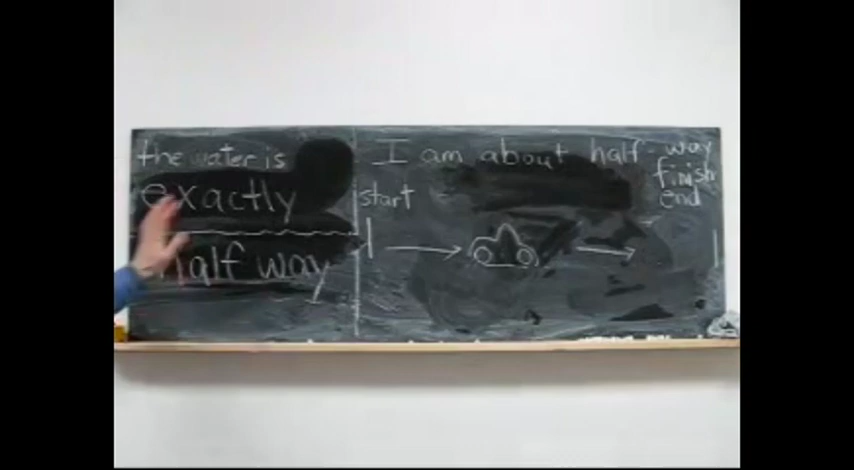 the water is
exactly
half way
I am about half-way
start
finish
end